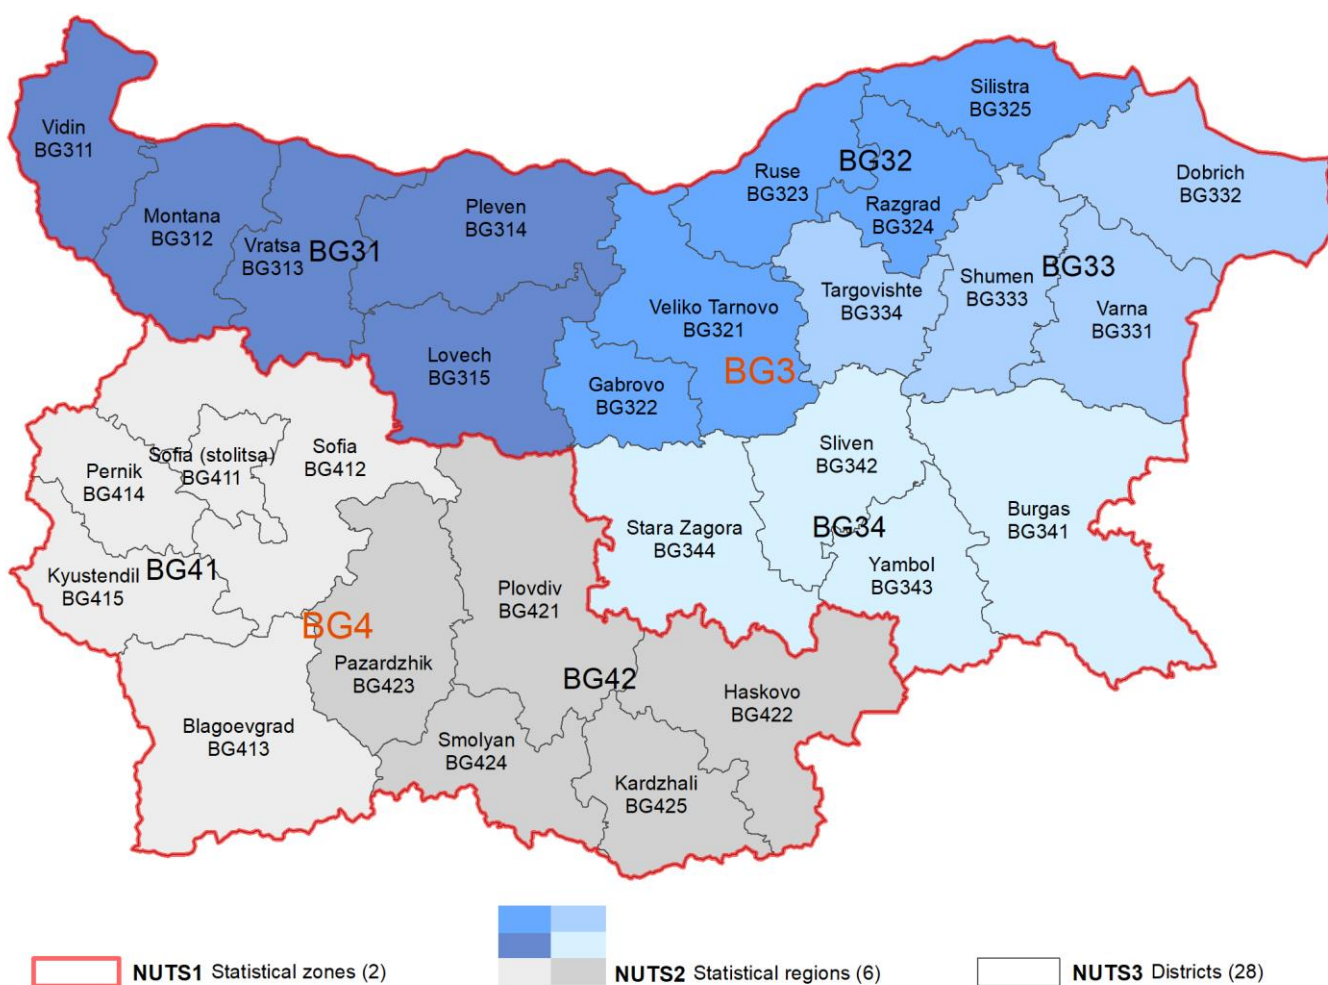 Silistra
BG325
Vidin
BG311
Ruse
BG323
BG32
Dobrich
BG332
Montana
BG312
Pleven
BG314
Razgrad
BG324
Vratsa
BG313
BG31
Shumen
BG333
BG33
Targovishte
BG334
Varna
BG331
Veliko Tarnovo
BG321
Lovech
BG315
BG3
Gabrovo
BG322
Sofia
BG412
Sofia (stolitsa)
BG411
Sliven
BG342
Pernik
BG414
Burgas
BG341
Stara Zagora
BG344
BG34
Kyustendil
BG415
BG41
Yambol
BG343
Plovdiv
BG421
BG4
Pazardzhik
BG423
BG42
Haskovo
BG422
Blagoevgrad
BG413
Smolyan
BG424
Kardzhali
BG425
NUTS1 Statistical zones (2)
NUTS2 Statistical regions (6)
NUTS3 Districts (28)